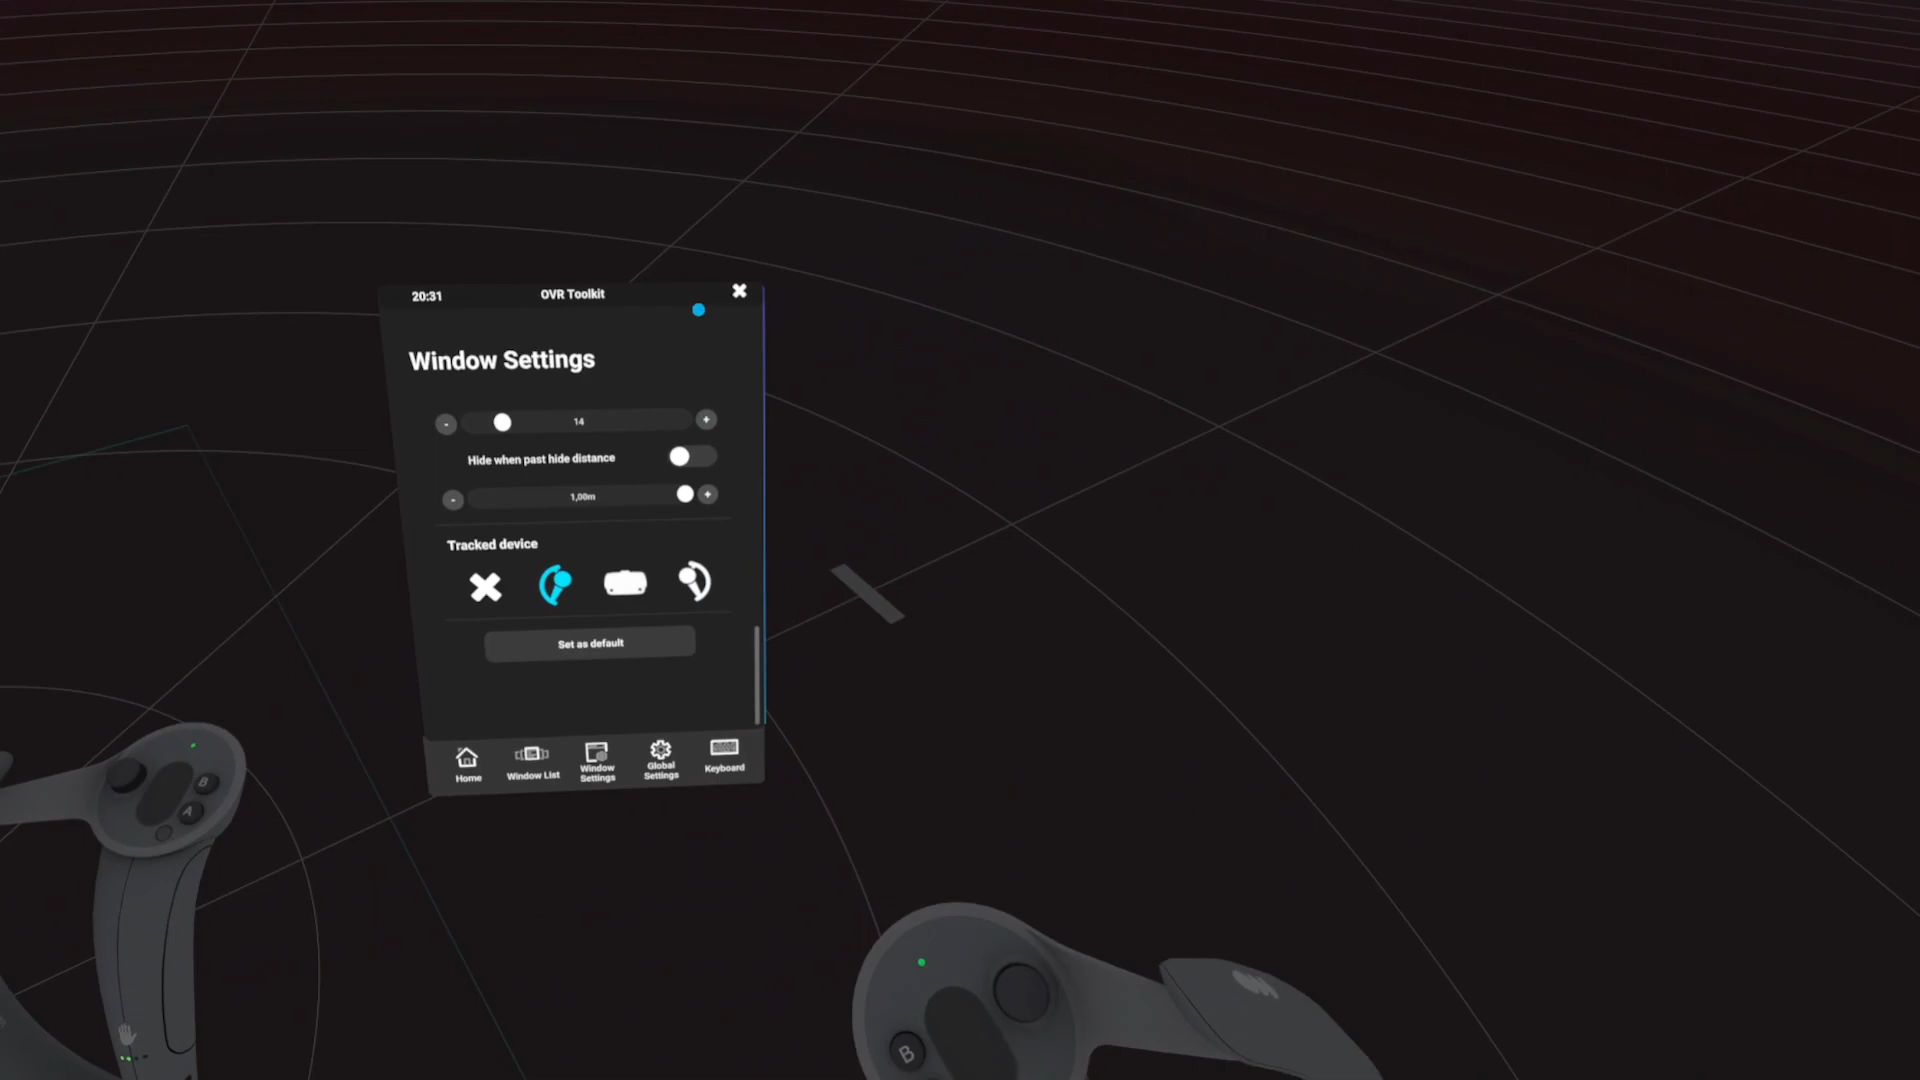 20:31
OVR Toolkit
Window Settings
-
14
+
Hide when past hide distance
-
1,00m
+
Tracked device
Set as default
Home
Window List
Window
Settings
Global
Settings
Keyboard
B
A
B